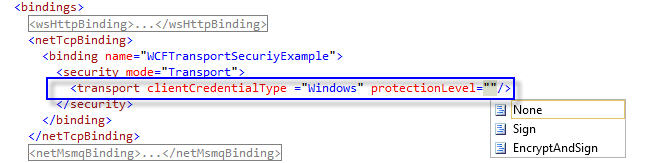 <bindings>
<wsHttpBinding>...</wsHttpBinding>
<netTcpBinding>
<binding name="WCFTransportSecuriyExample">
<security mode="Transport">
<transport clientCredentialType ="Windows" protectionLevel=""/>
</security>
</binding>
</netTcpBinding>
<netMsmqBinding>...</netMsmqBinding>
None
Sign
EncryptAndSign